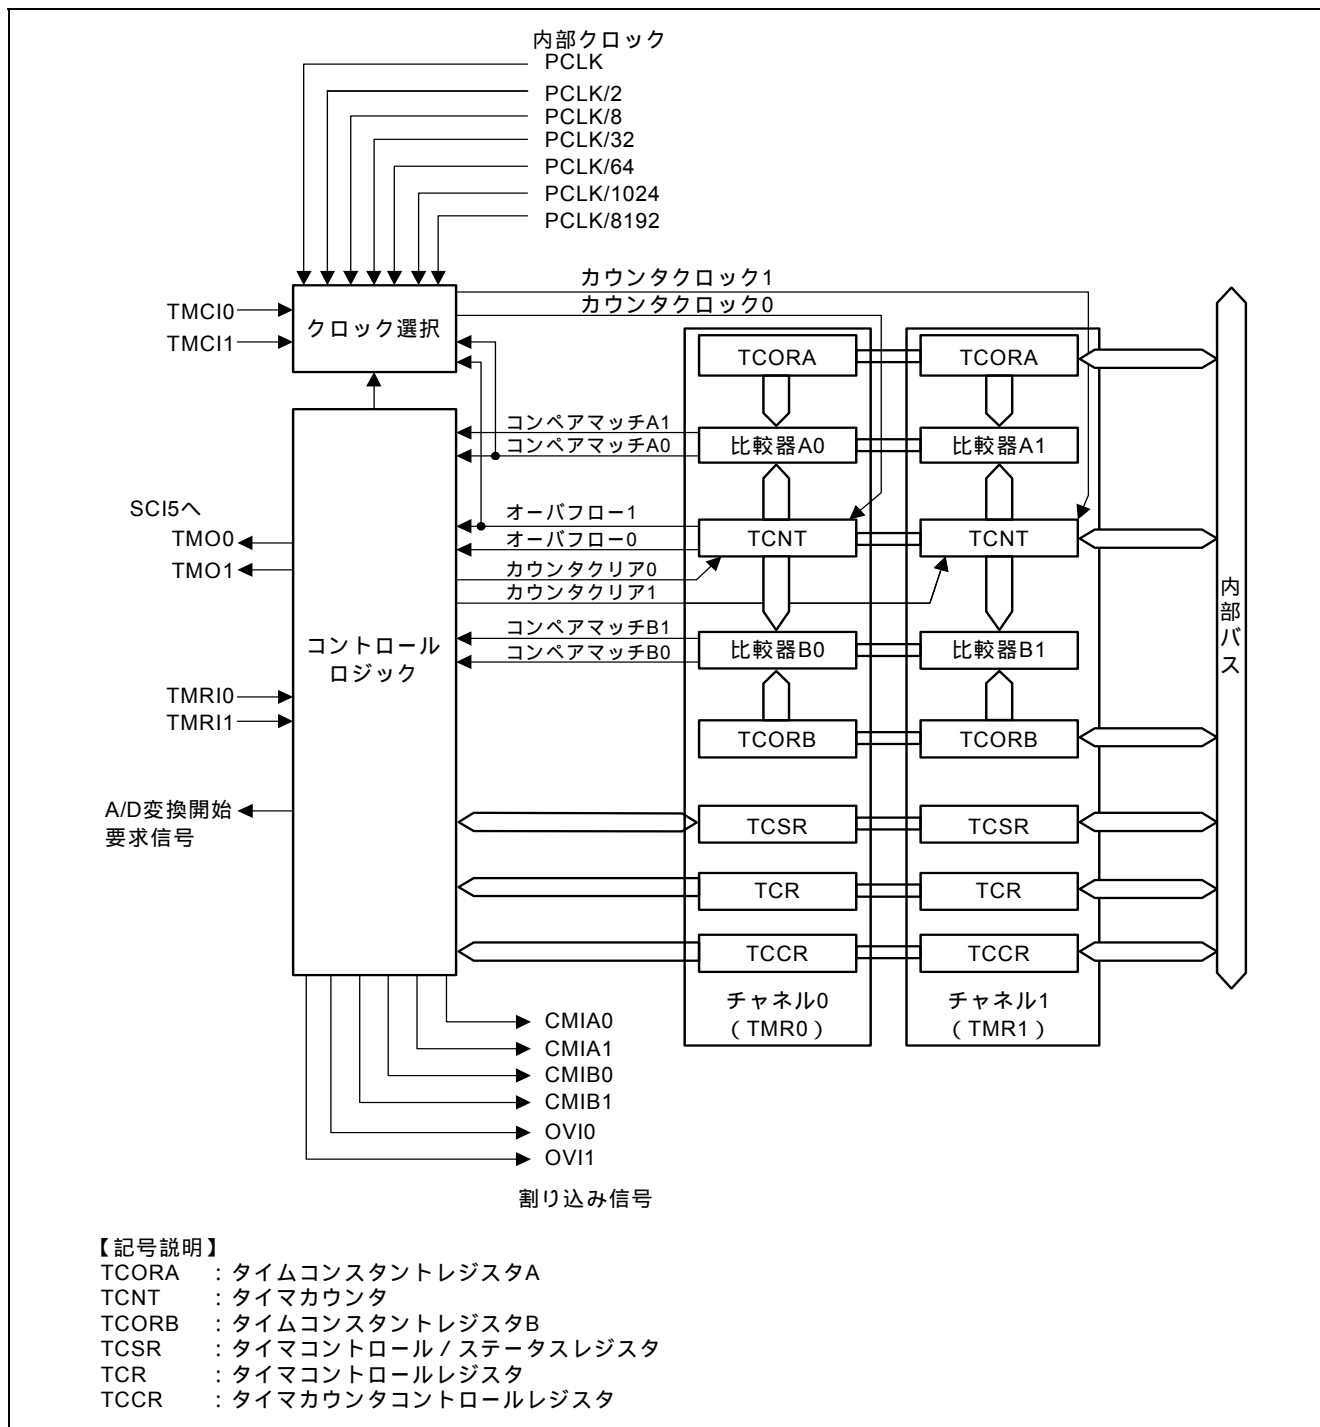 内部クロック
PCLK
PCLK/2
PCLK/8
PCLK/32
PCLK/64
PCLK/1024
PCLK/8192
TMCI0
TMCI1
クロック選択
カウンタクロック1
カウンタクロック0
TCORA
TCORA
コンペアマッチA1
コンペアマッチA0
比較器A0
比較器A1
SCI5へ
TMO0
TMO1
オーバフロー1
オーバフロー0
カウンタクリア0
カウンタクリア1
TCNT
TCNT
コントロール
ロジック
コンペアマッチB1
コンペアマッチB0
比較器B0
比較器B1
内部バス
TMRI0
TMRI1
TCORB
TCORB
A/D変換開始
要求信号
TCSR
TCSR
TCR
TCR
TCCR
TCCR
チャネル0
(TMR0)
チャネル1
(TMR1)
CMIA0
CMIA1
CMIB0
CMIB1
OVI0
OVI1
割り込み信号
【記号説明】
TCORA :タイムコンスタントレジスタA
TCNT :タイマカウンタ
TCORB :タイムコンスタントレジスタB
TCSR :タイマコントロール/ステータスレジスタ
TCR :タイマコントロールレジスタ
TCCR :タイマカウンタコントロールレジスタ